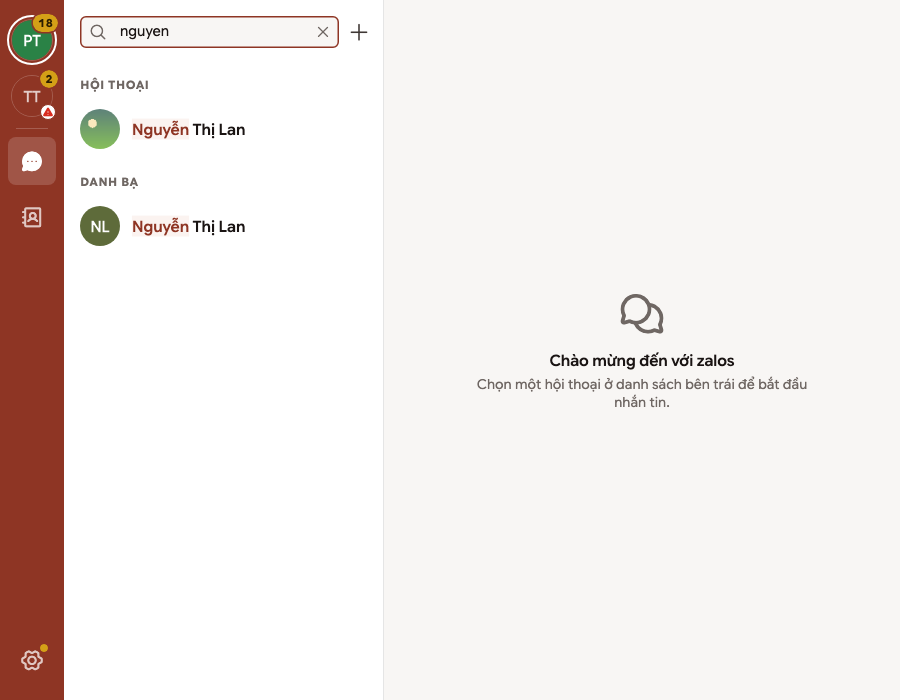 18
PT
2
TT
nguyen
HỘI THOẠI
Nguyễn Thị Lan
DANH BẠ
NL
Nguyễn Thị Lan
Chào mừng đến với zalos
Chọn một hội thoại ở danh sách bên trái để bắt đầu
nhắn tin.